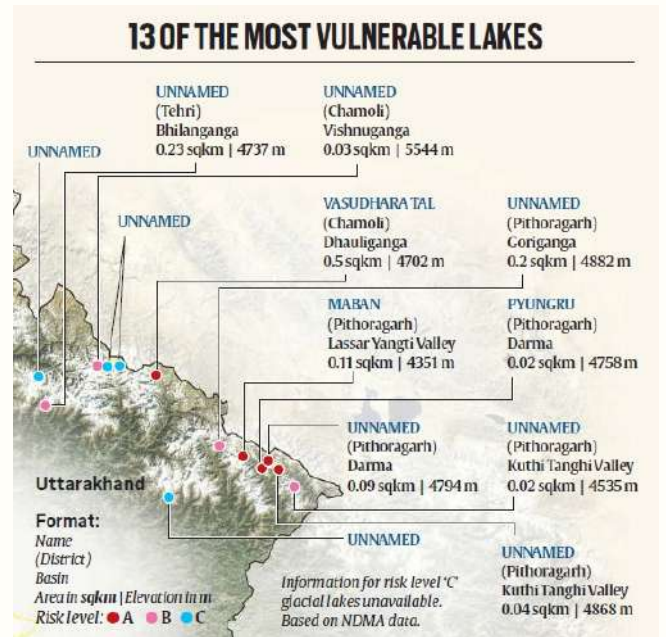 13 OF THE MOST VULNERABLE LAKES
UNNAMED
(Tehri)
Bhilanganga
0.23 sqkm | 4737 m
UNNAMED
(Chamoli)
Vishnuganga
0.03 sqkm | 5544 m
UNNAMED
UNNAMED
VASUDHARA TAL
(Chamoli)
Dhauliganga
0.5 sqkm | 4702 m
UNNAMED
(Pithoragarh)
Goriganga
0.2 sqkm | 4882 m
MABAN
(Pithoragarh)
Lassar Yangti Valley
0.11 sqkm | 4351 m
PYUNGRU
(Pithoragarh)
Darma
0.02 sqkm | 4758 m
UNNAMED
(Pithoragarh)
Darma
0.09 sqkm | 4794 m
UNNAMED
(Pithoragarh)
Kuthi Tanghi Valley
0.02 sqkm | 4535 m
UNNAMED
UNNAMED
(Pithoragarh)
Kuthi Tanghi Valley
0.04 sqkm | 4868 m
Uttarakhand
Format:
Name
(District)
Basin
Area in sqkm | Elevation in m
Risk level: A B C
Information for risk level 'C'
glacial lakes unavailable.
Based on NDMA data.